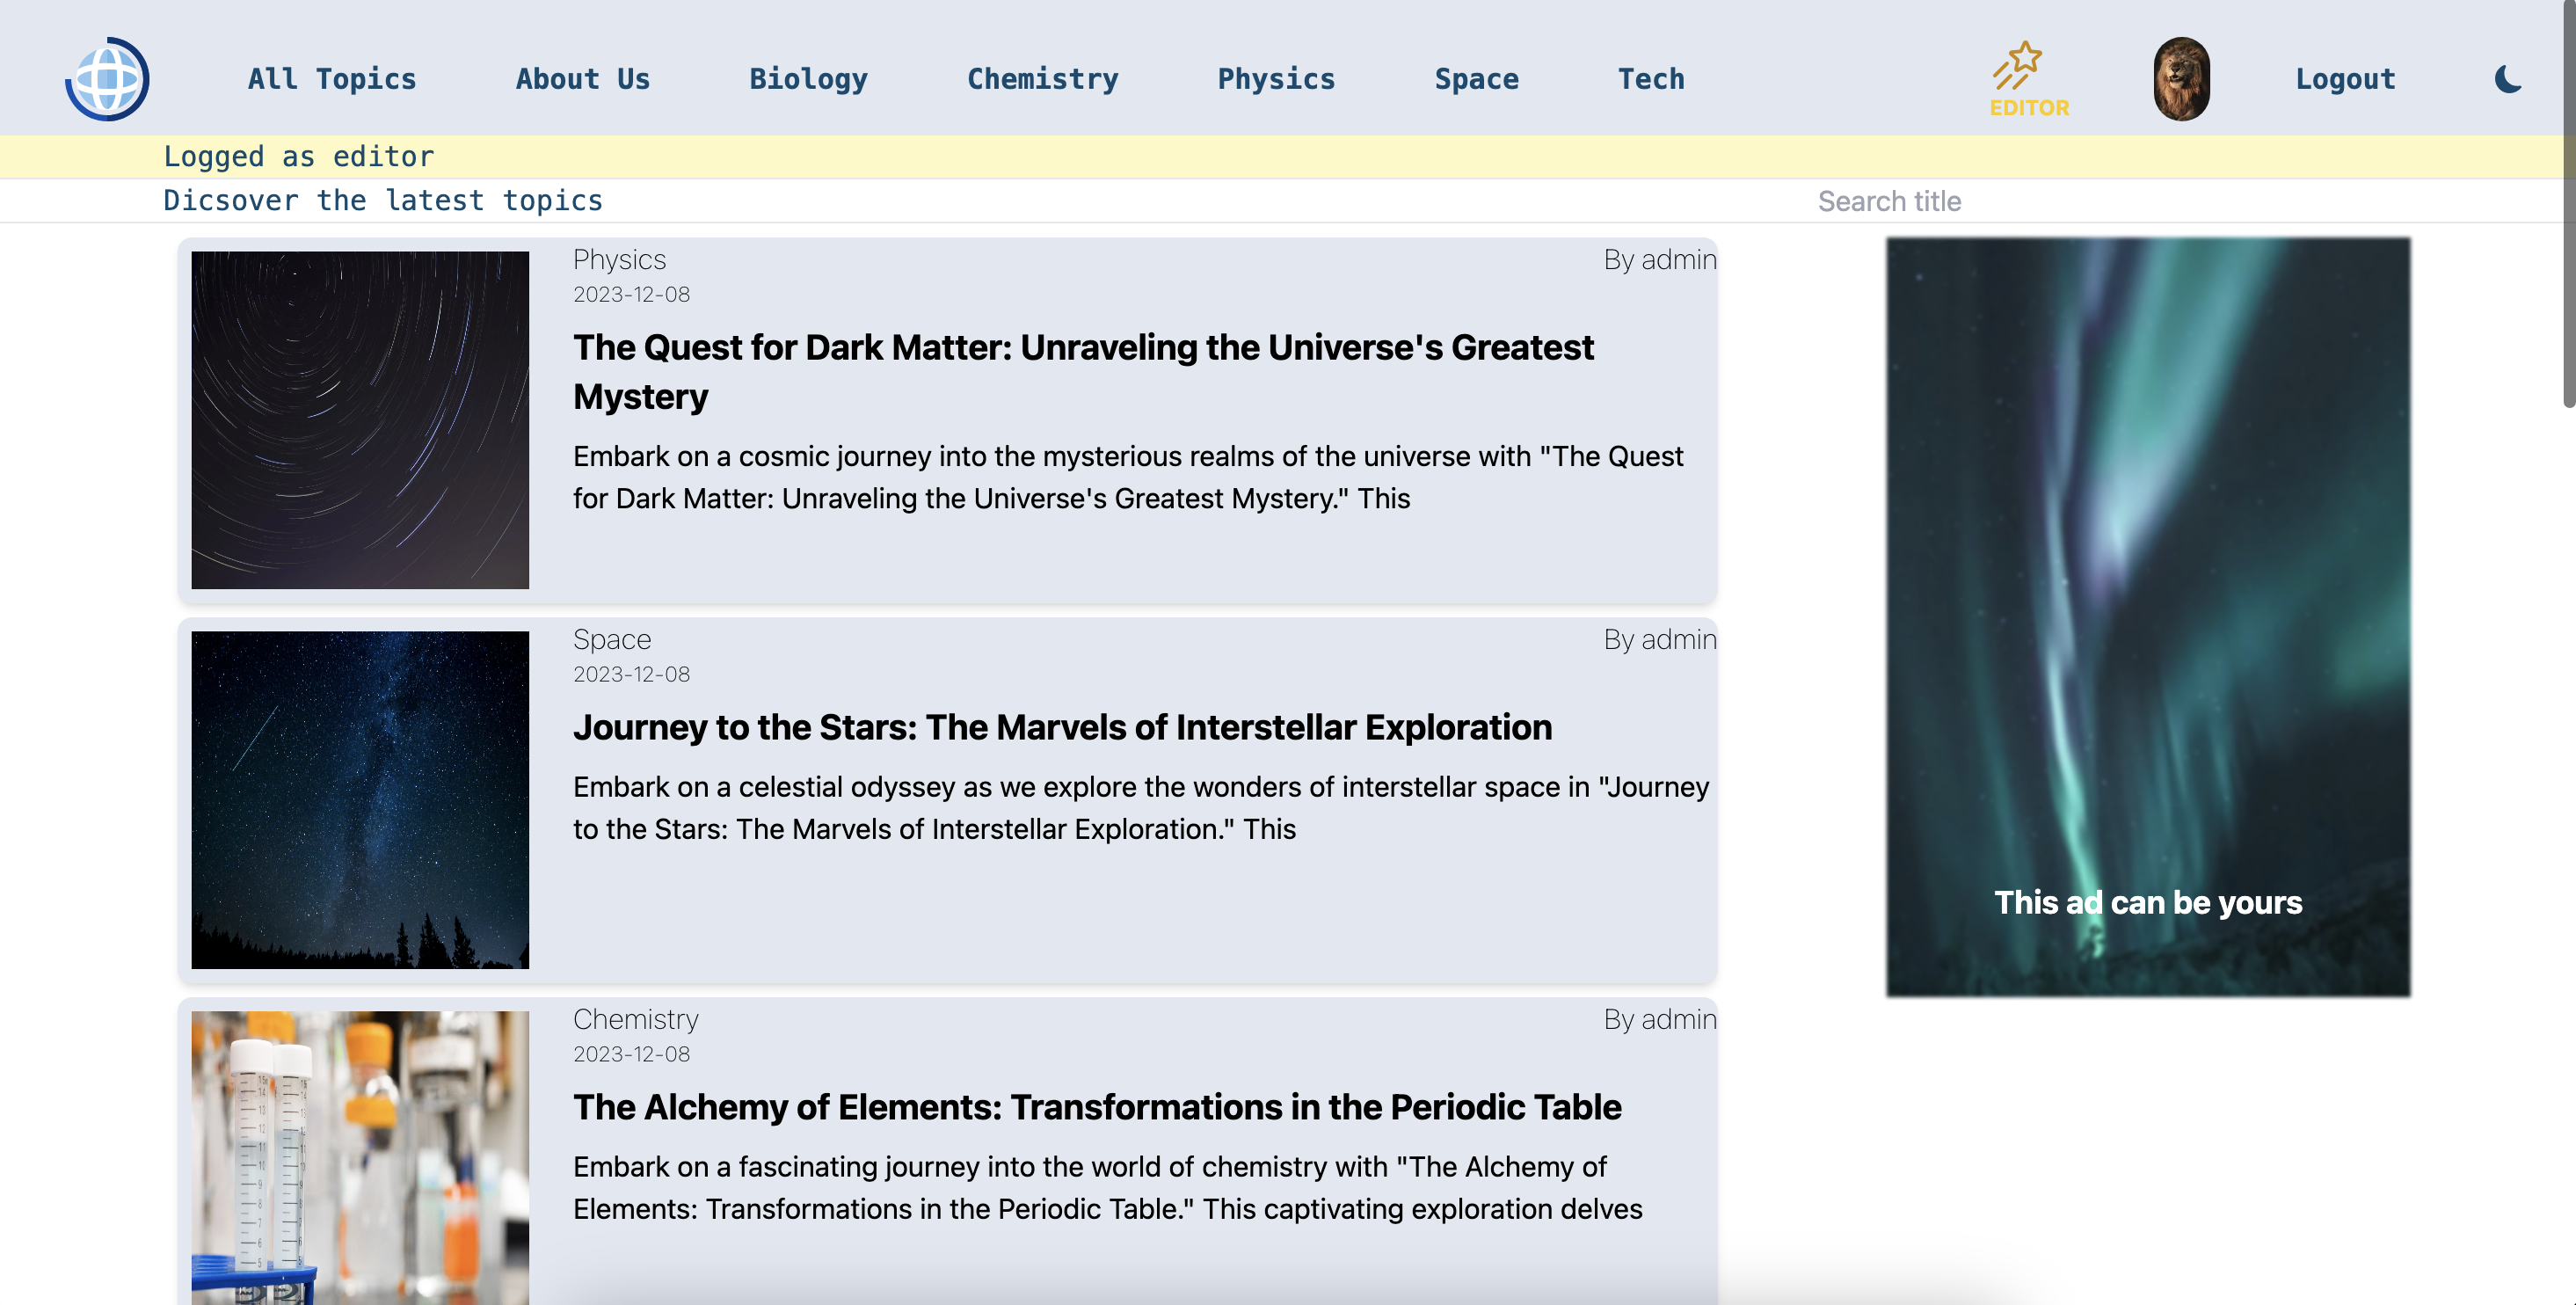 All Topics
About Us
Biology
Chemistry
Physics
Space
Tech
EDITOR
Logout
Logged as editor
Dicsover the latest topics
Search title
Physics
By admin
2023-12-08
The Quest for Dark Matter: Unraveling the Universe's Greatest
Mystery
Embark on a cosmic journey into the mysterious realms of the universe with "The Quest
for Dark Matter: Unraveling the Universe's Greatest Mystery." This
Space
By admin
2023-12-08
Journey to the Stars: The Marvels of Interstellar Exploration
Embark on a celestial odyssey as we explore the wonders of interstellar space in "Journey
to the Stars: The Marvels of Interstellar Exploration." This
This ad can be yours
Chemistry
By admin
2023-12-08
The Alchemy of Elements: Transformations in the Periodic Table
Embark on a fascinating journey into the world of chemistry with "The Alchemy of
Elements: Transformations in the Periodic Table." This captivating exploration delves